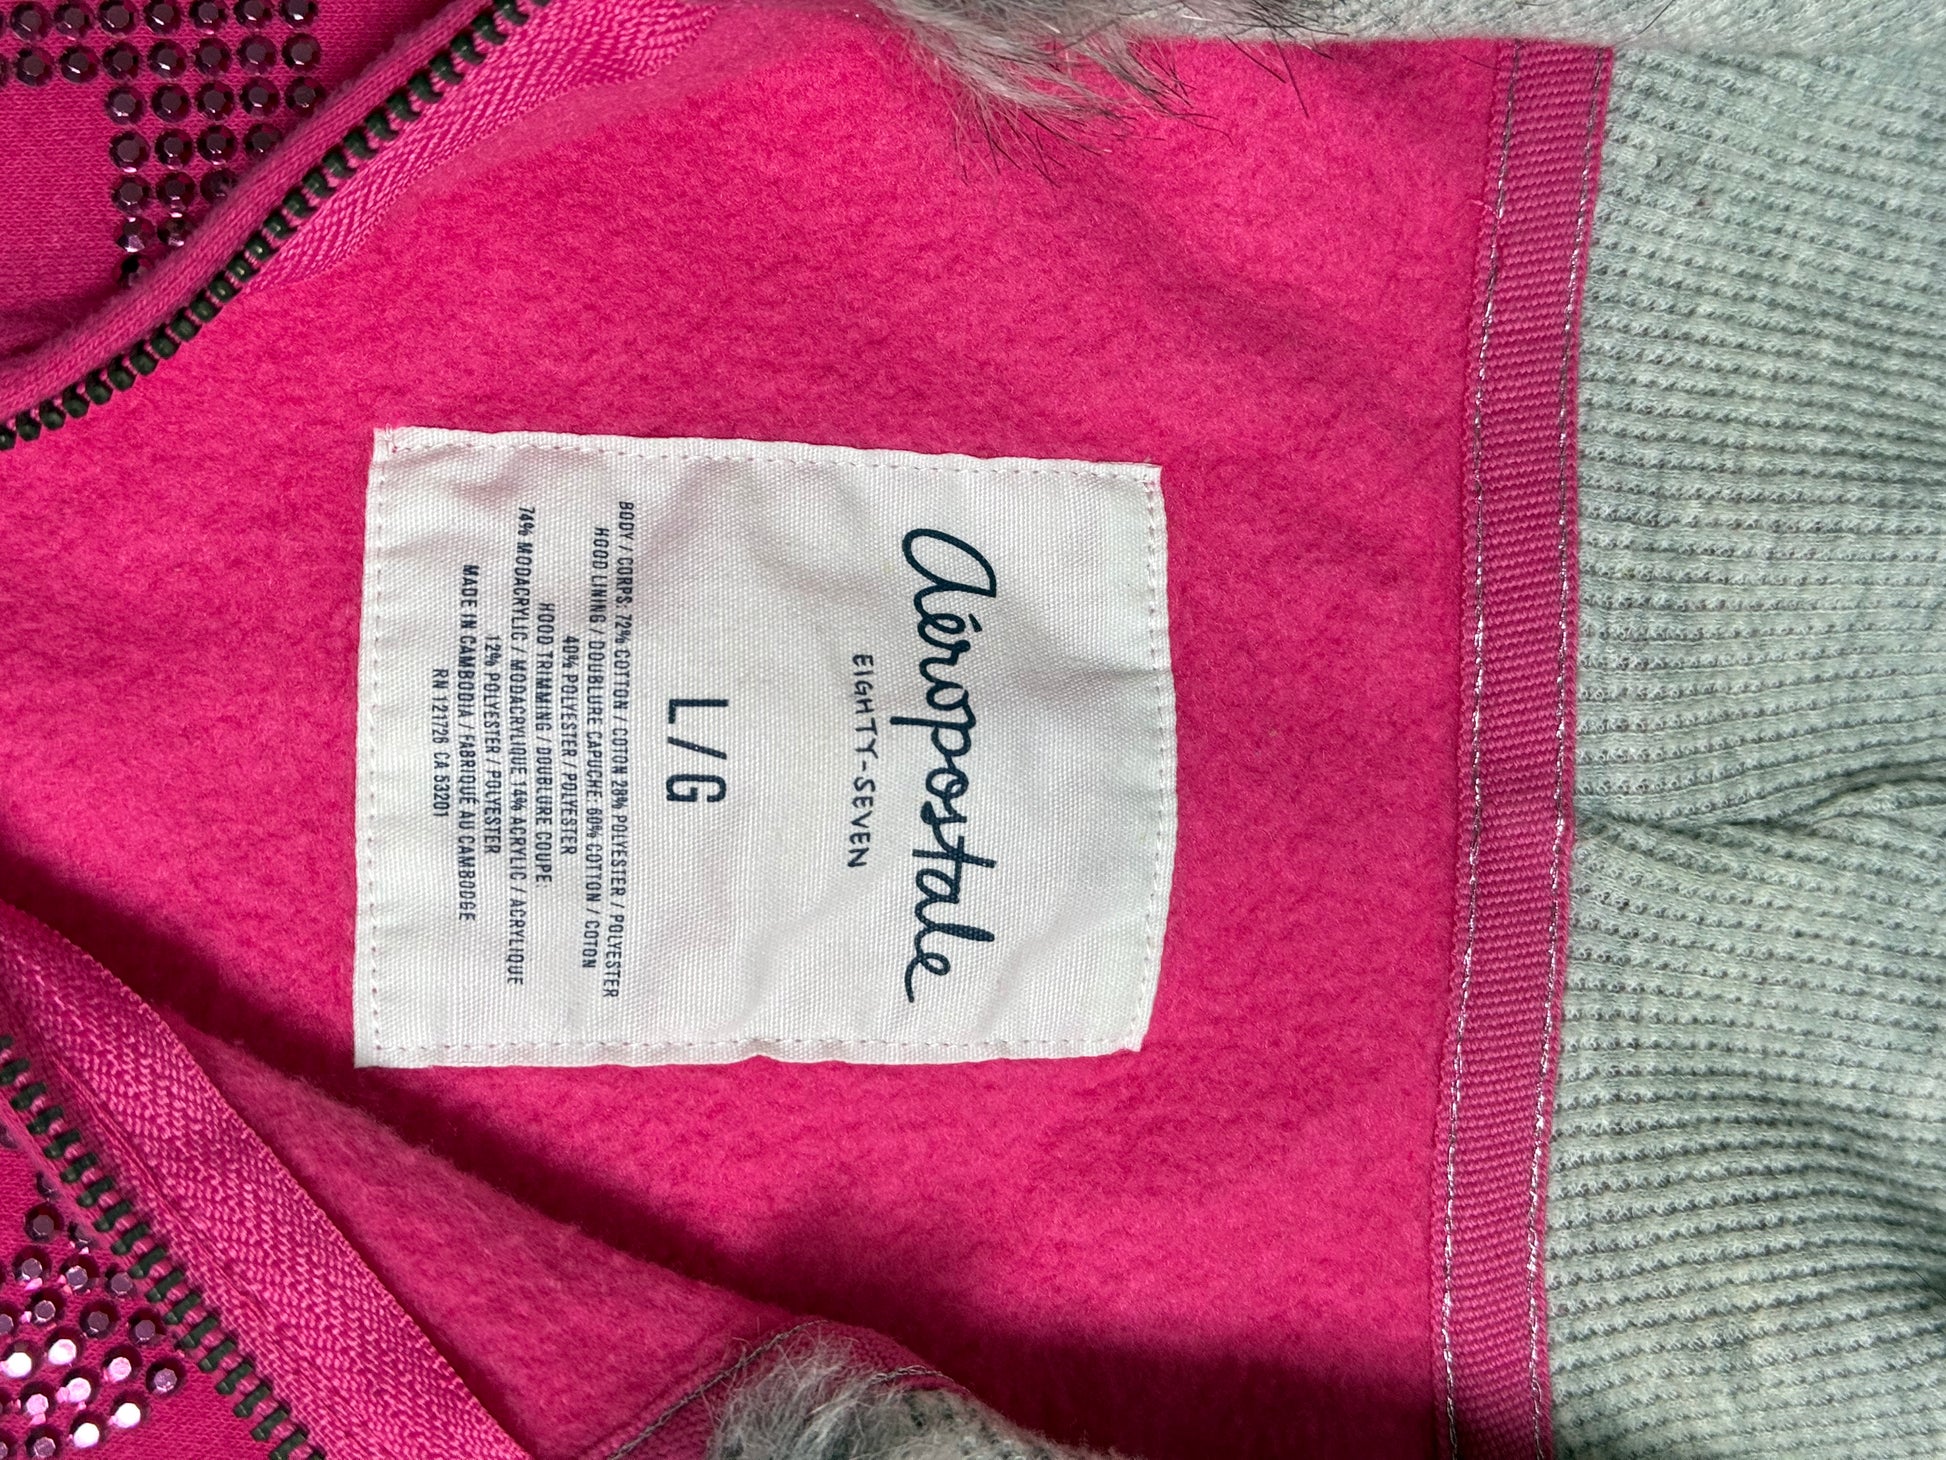 Aéropostale
EIGHTY-SEVEN
L/G
BODY / CORPS: 72% COTTON / COTON 28% POLYESTER / POLYESTER
HOOD LINING / DOUBLURE CAPUCHE: 60% COTTON / COTON
40% POLYESTER / POLYESTER
HOOD TRIMMING / DOUBLURE COUPE:
74% MODACRYLIC / MODACRYLIQUE 14% ACRYLIC / ACRYLIQUE
12% POLYESTER / POLYESTER
MADE IN CAMBODIA / FABRIQUÉ AU CAMBODGE
RN 121726 CA 53201